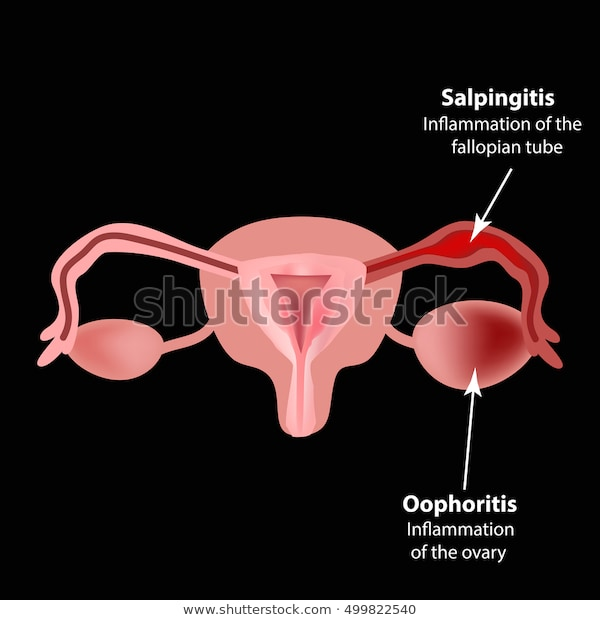 Salpingitis
Inflammation of the
fallopian tube
shutterstock
Oophoritis
Inflammation
of the ovary
www.shutterstock.com · 499822540